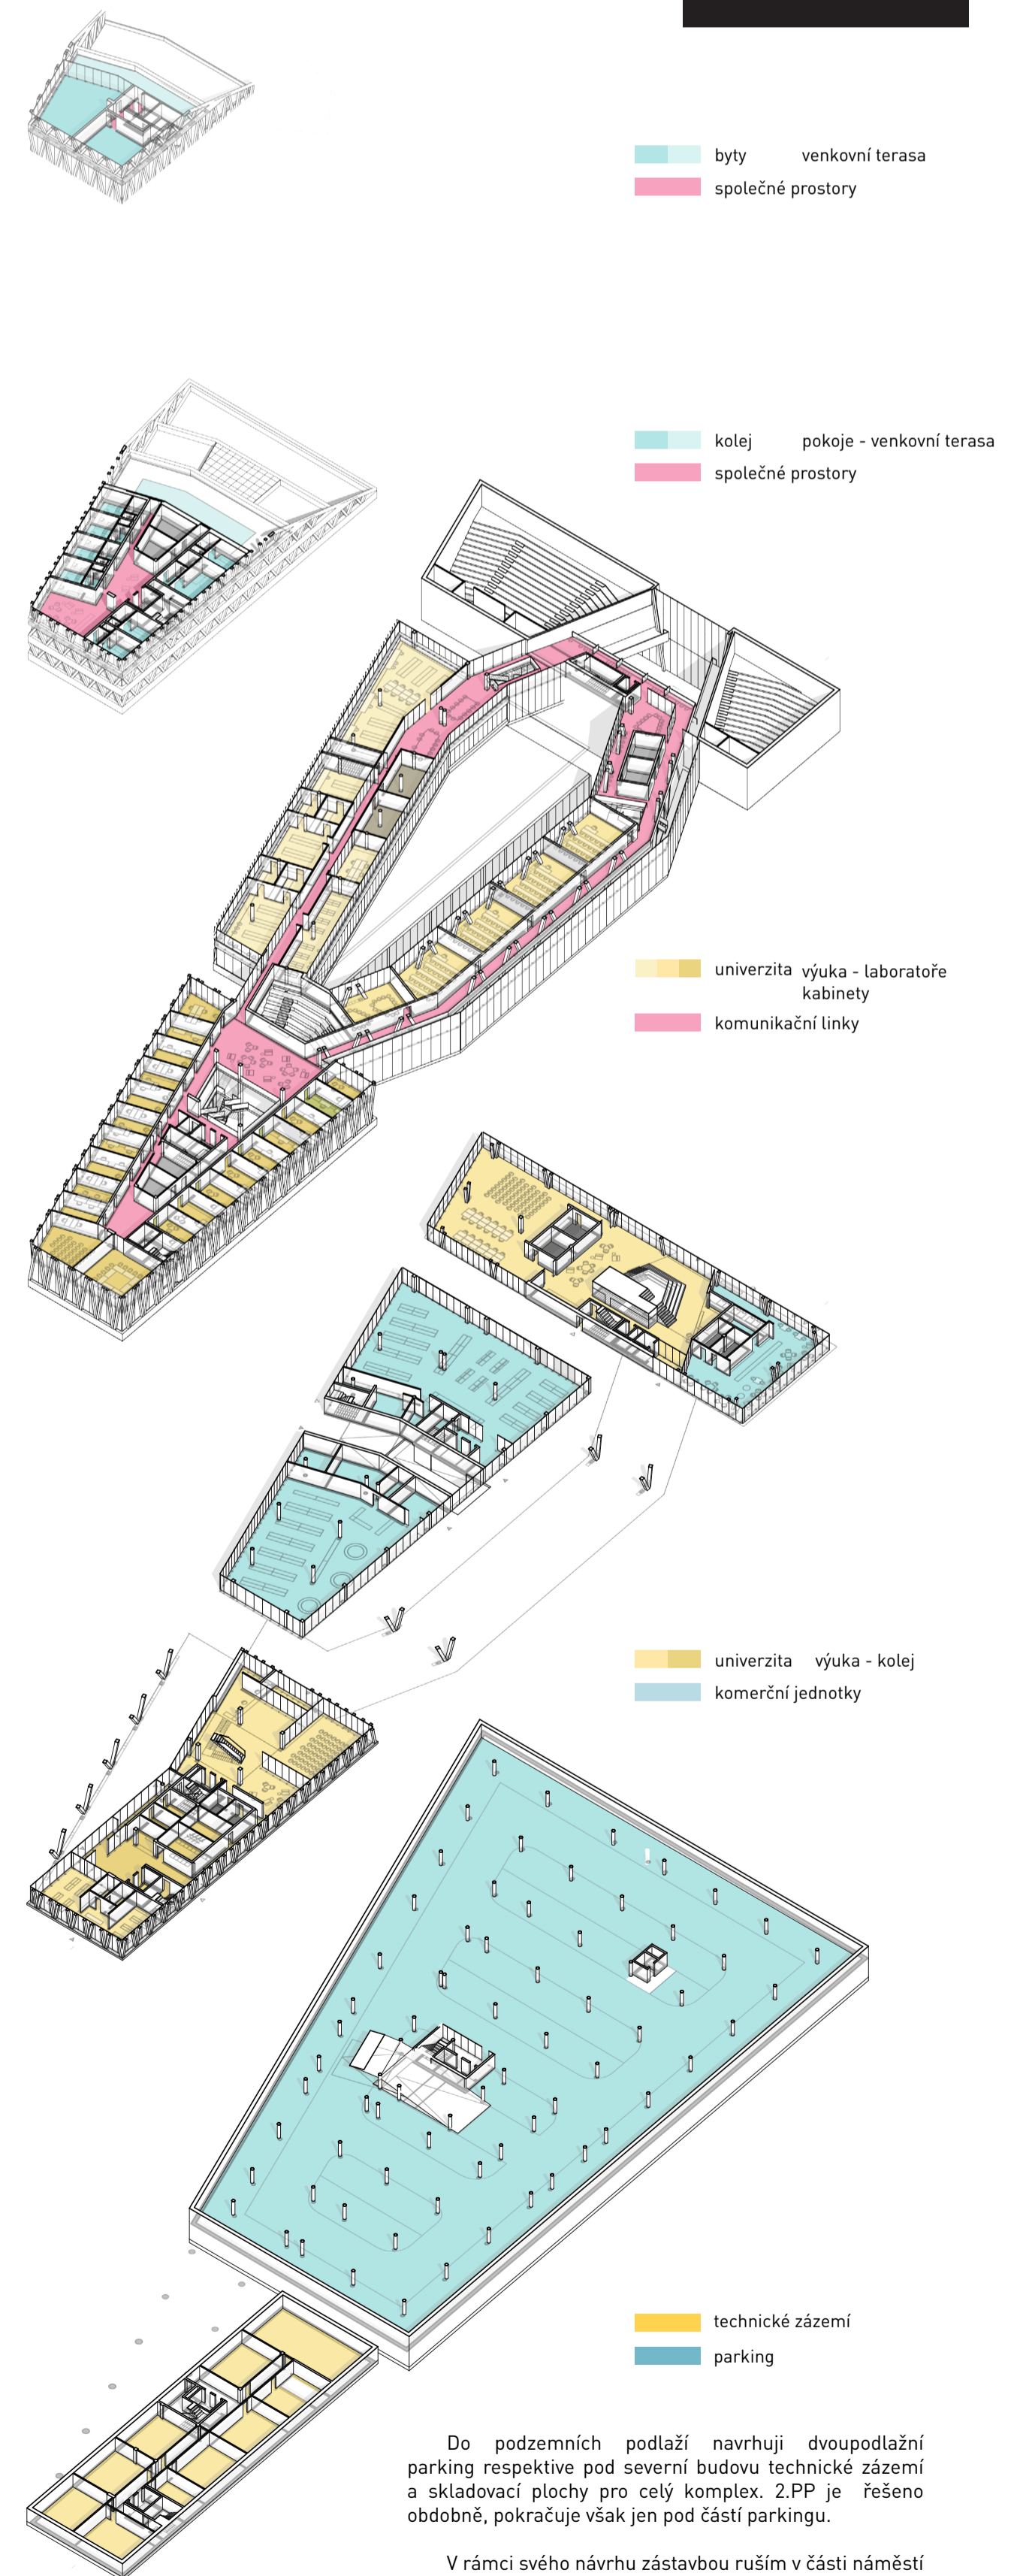 byty venkovní terasa
společné prostory
kolej pokoje - venkovní terasa
společné prostory
univerzita výuka - laboratoře
kabinety
komunikační linky
univerzita výuka - kolej
komerční jednotky
technické zázemí
parking
Do podzemních podlaží navrhuji dvoupodlažní
parking respektive pod severní budovu technické zázemí
a skladovací plochy pro celý komplex. 2.PP je řešeno
obdobně, pokračuje však jen pod částí parkingu.
V rámci svého návrhu zástavbou ruším v části náměstí